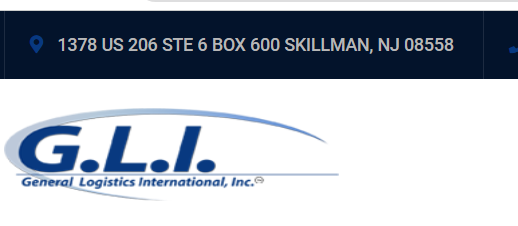 1378 US 206 STE 6 BOX 600 SKILLMAN, NJ 08558
G.L.I.
General Logistics International, Inc.